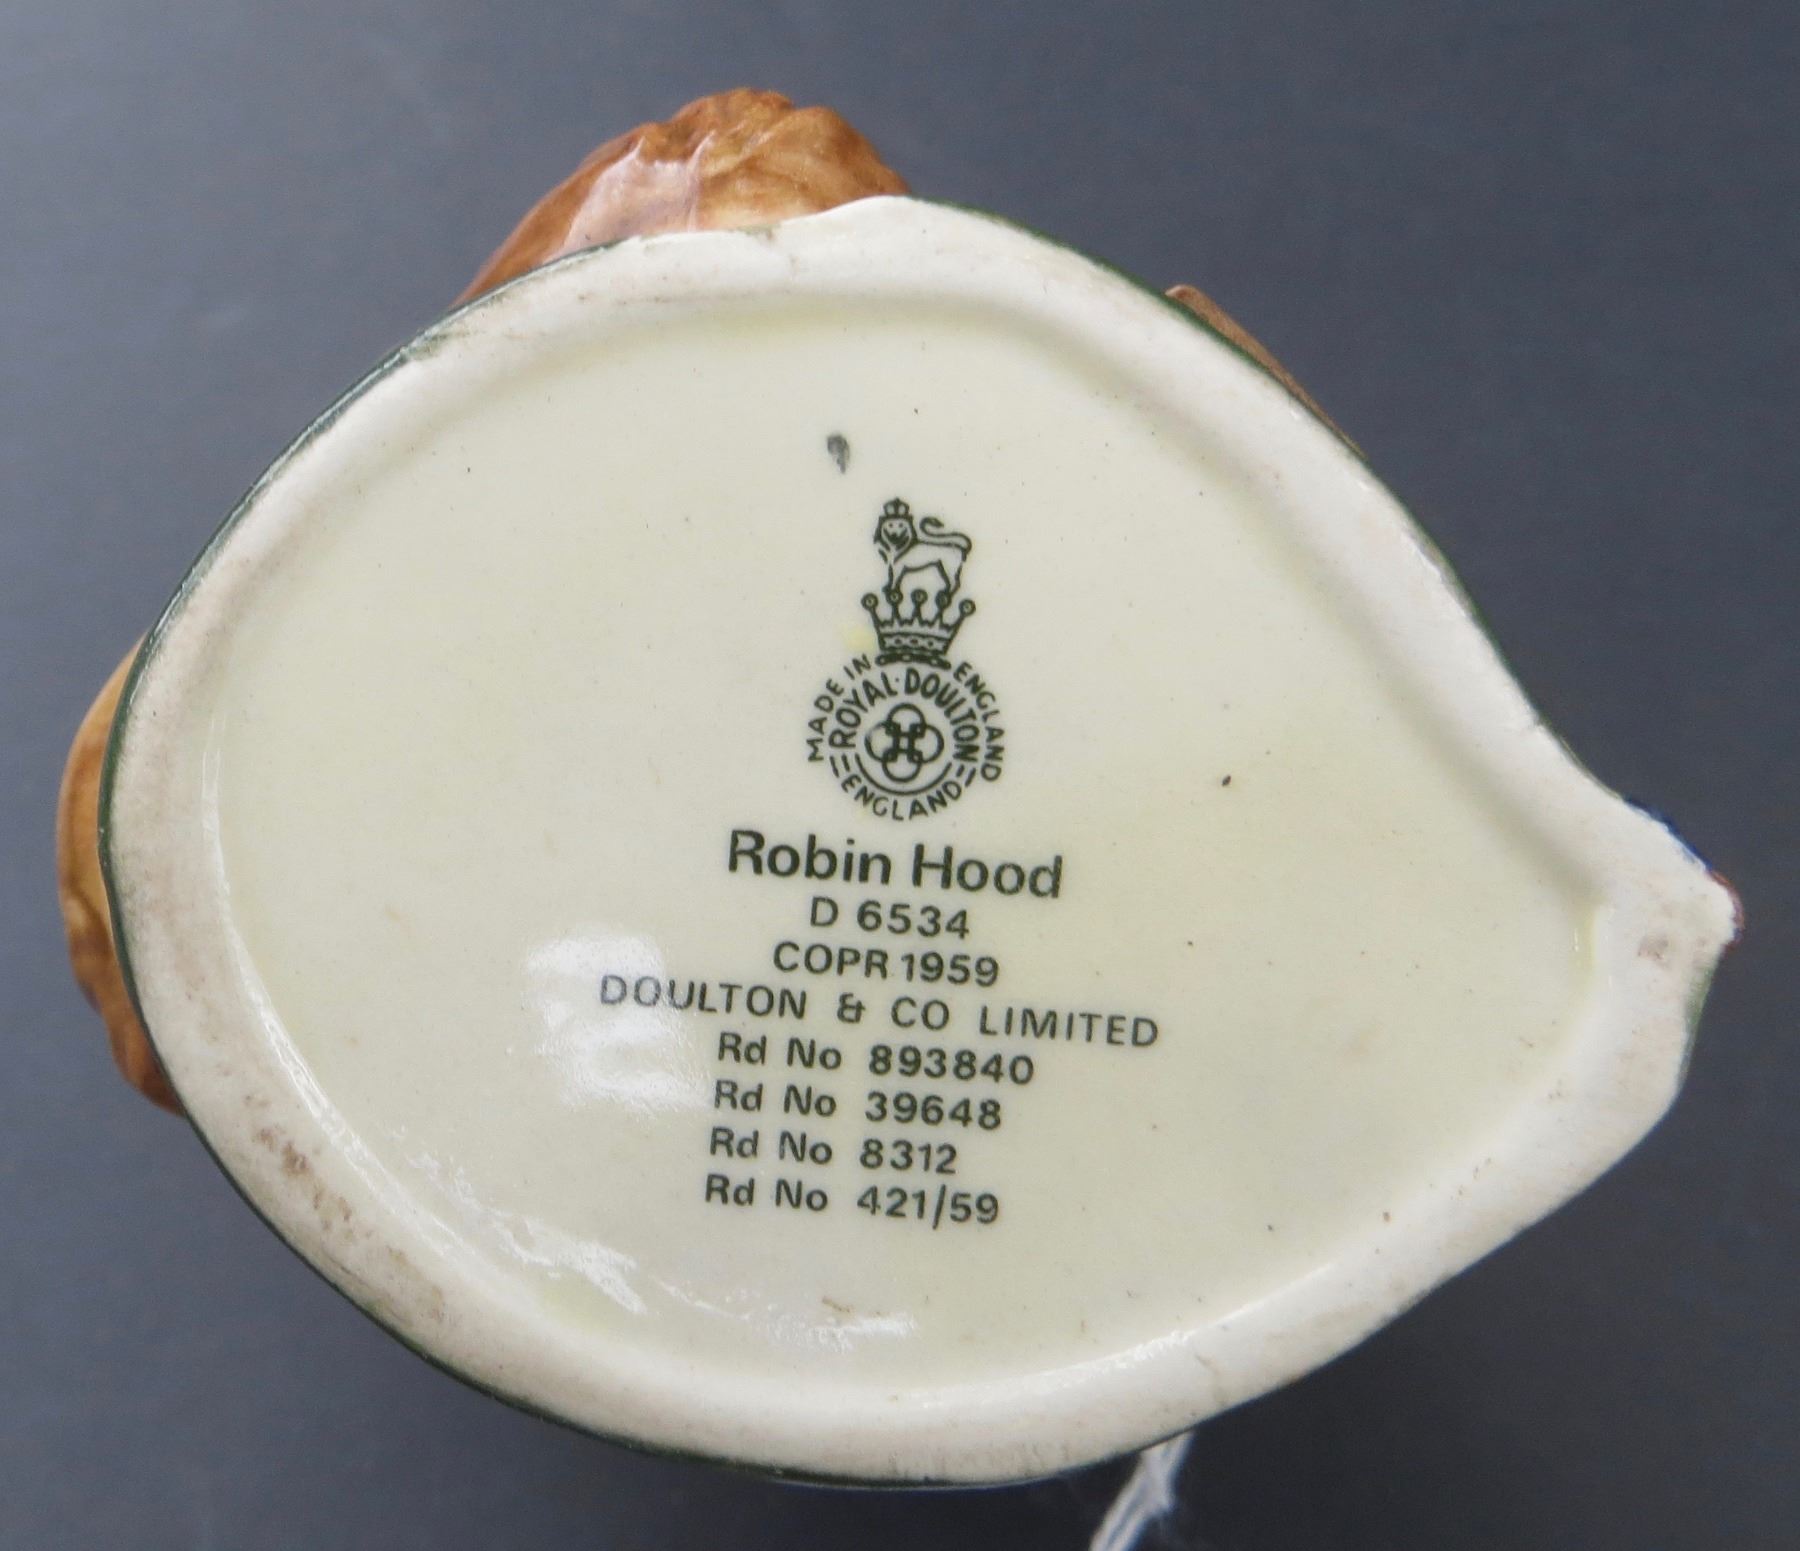 MADE IN ENGLAND
ROYAL·DOULTON
ENGLAND
Robin Hood
D 6534
COPR 1959
DOULTON & CO LIMITED
Rd No 893840
Rd No 39648
Rd No 8312
Rd No 421/59